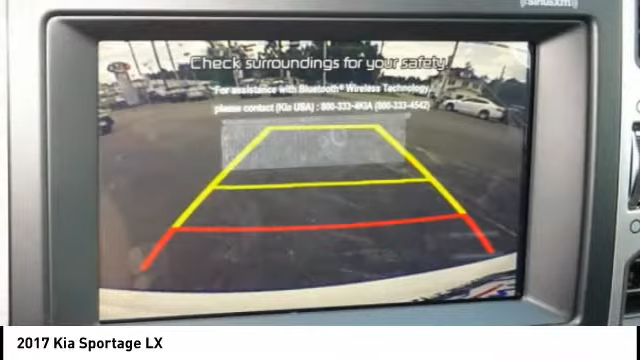 ((SiriusXM))
Check surroundings for your safety
For assistance with Bluetooth® Wireless Technology,
please contact (Kia USA) : 800-333-4KIA (800-333-4542)
2017 Kia Sportage LX